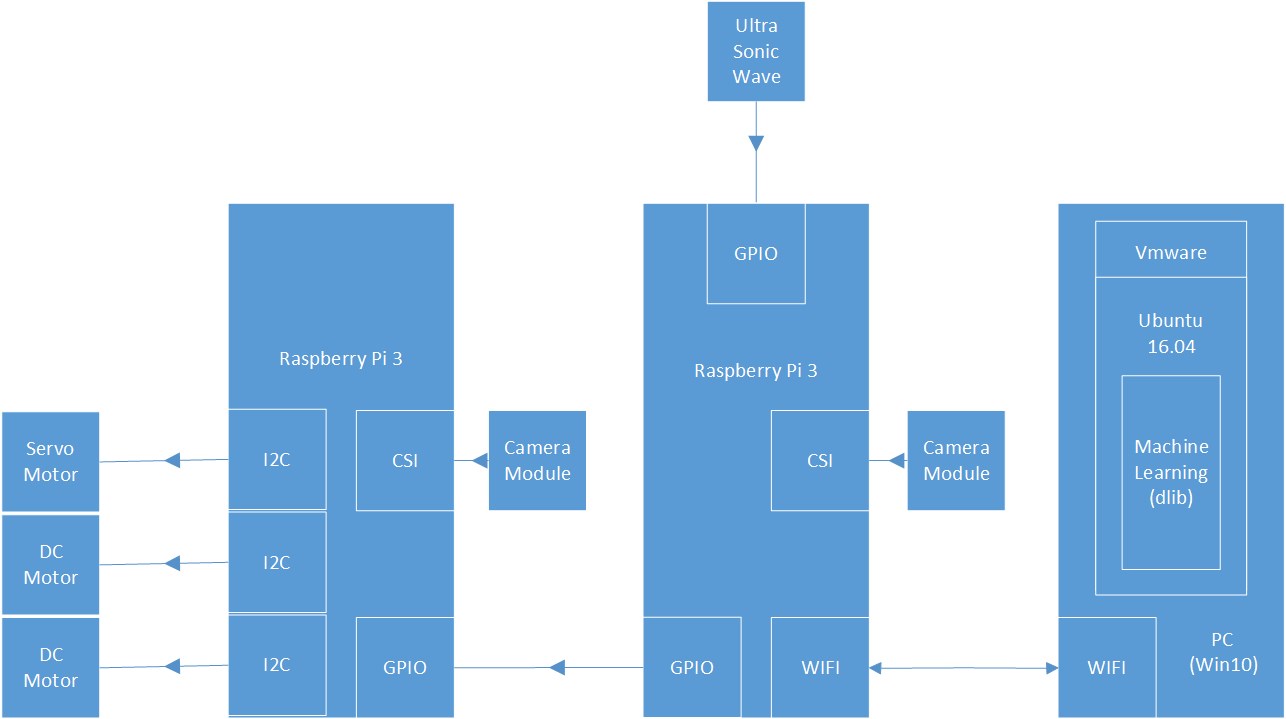 Ultra
Sonic
Wave
GPIO
Raspberry Pi 3
I2C
CSI
I2C
I2C
GPIO
Servo
Motor
DC
Motor
DC
Motor
Camera
Module
Raspberry Pi 3
CSI
GPIO
WIFI
Camera
Module
Vmware
Ubuntu
16.04
Machine
Learning
(dlib)
PC
(Win10)
WIFI